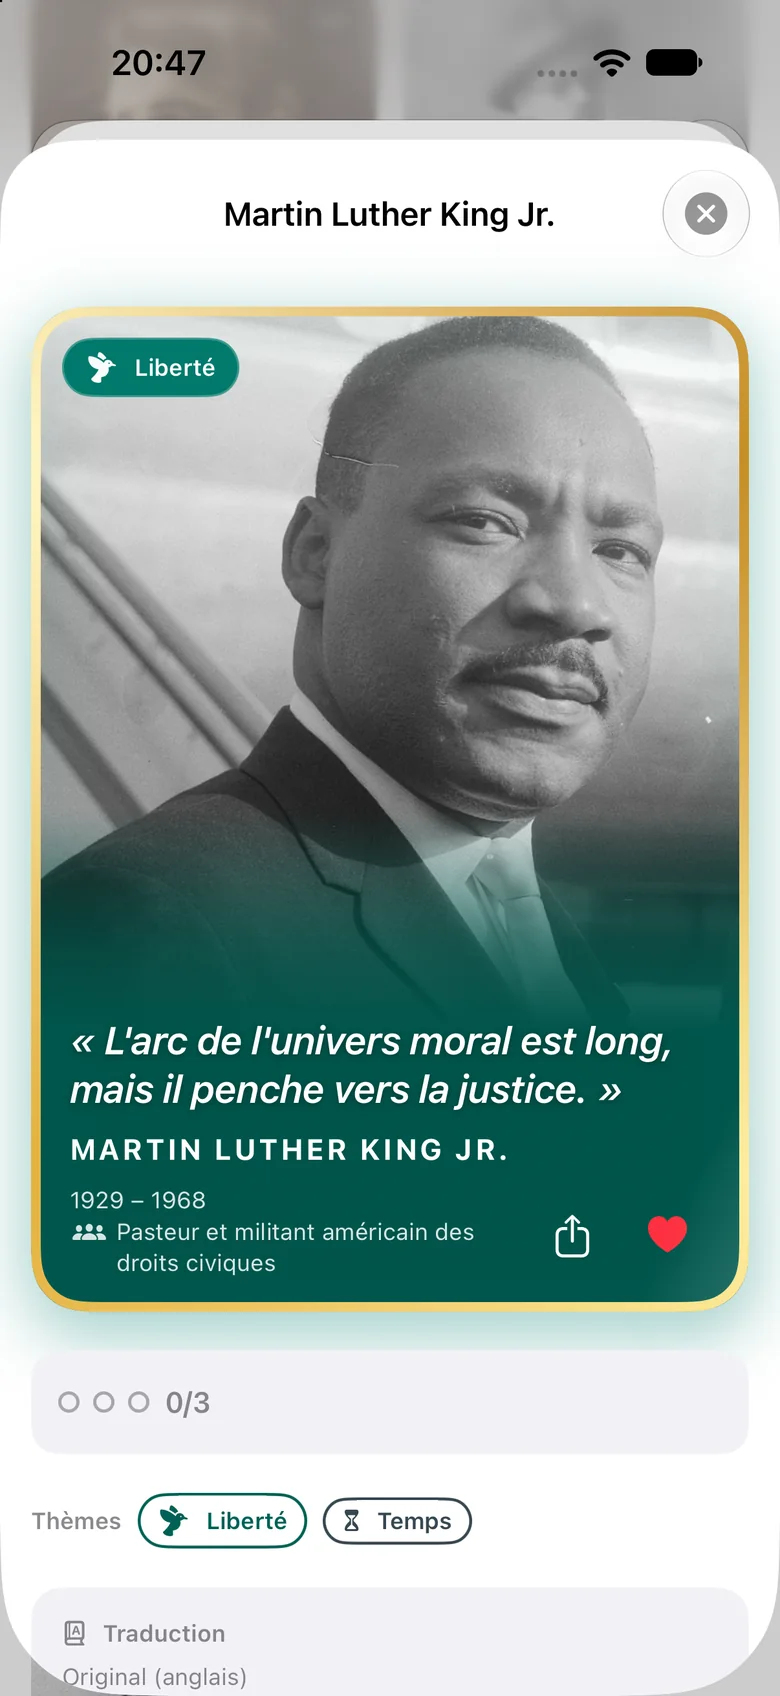 20:47
Martin Luther King Jr.
Liberté
« L'arc de l'univers moral est long,
mais il penche vers la justice. »
MARTIN LUTHER KING JR.
1929 – 1968
Pasteur et militant américain des
droits civiques
0/3
Thèmes
Liberté
Temps
Traduction
Original (anglais)